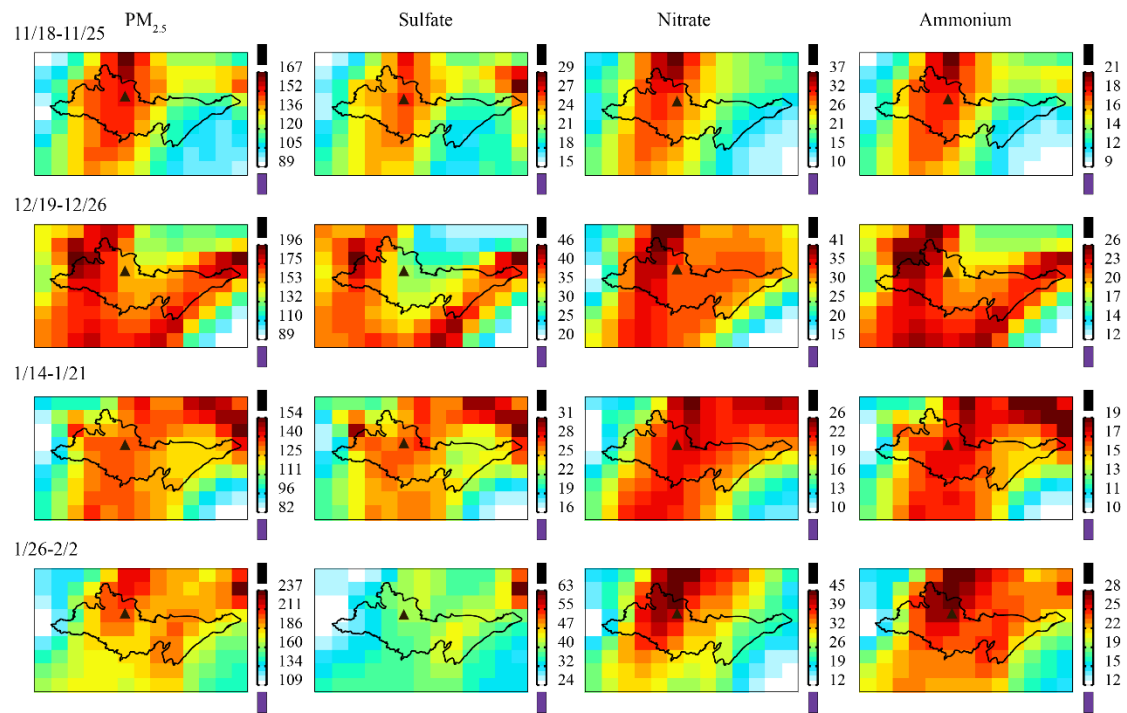 PM2.5 Sulfate Nitrate Ammonium
11/18-11/25
167 29 37 21
152 27 32 18
136 24 26 16
120 21 21 14
105 18 15 12
89 15 10 9
12/19-12/26
196 46 41 26
175 40 35 23
153 35 30 20
132 30 25 17
110 25 20 14
89 20 15 12
1/14-1/21
154 31 26 19
140 28 22 17
125 25 19 15
111 22 16 13
96 19 13 11
82 16 10 10
1/26-2/2
237 63 45 28
211 55 39 25
186 47 32 22
160 40 26 19
134 32 19 16
109 24 12 13